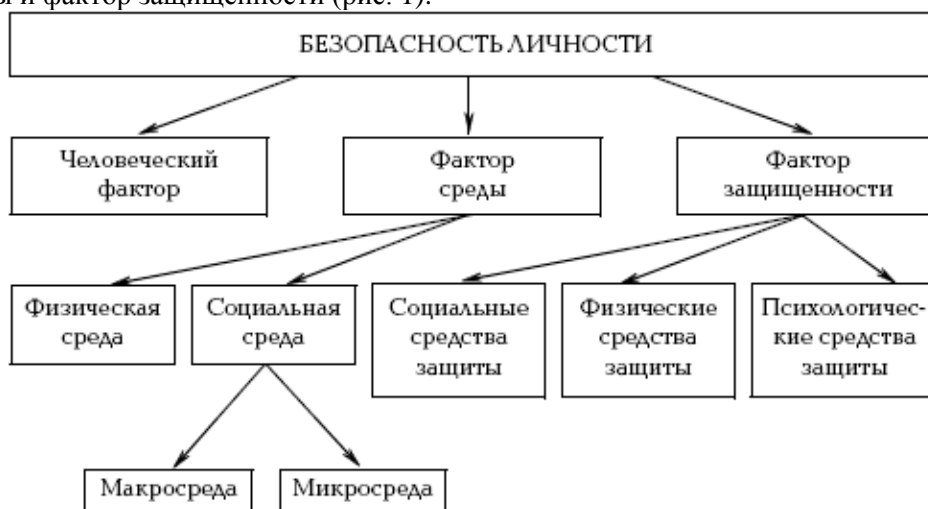 ы и фактор защищенности (рис. 1).
БЕЗОПАСНОСТЬ ЛИЧНОСТИ
Человеческий
фактор
Фактор
среды
Фактор
защищенности
Физическая
среда
Социальная
среда
Социальные
средства
защиты
Физические
средства
защиты
Психологичес-
кие средства
защиты
Макросреда
Микросреда